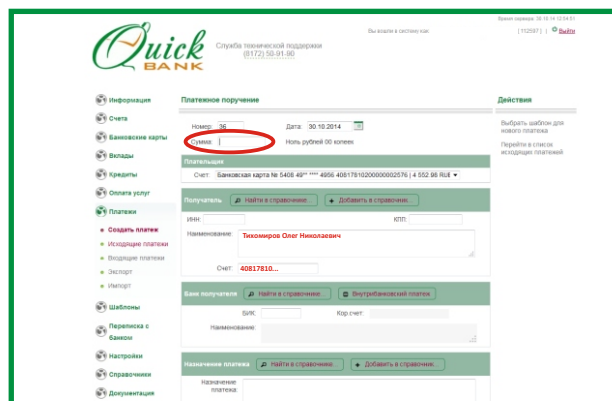 Время сервера: 30.10.14 12:54:51
Quick
BANK
Служба технической поддержки
(8172) 50-91-90
Вы вошли в систему как:
[112597] | Выйти
Информация
Счета
Банковские карты
Вклады
Кредиты
Оплата услуг
Платежи
Создать платеж
Исходящие платежи
Входящие платежи
Экспорт
Импорт
Шаблоны
Переписка с
банком
Настройки
Справочники
Документация
Платежное поручение
Номер: 36 Дата: 30.10.2014
Сумма: Ноль рублей 00 копеек
Плательщик
Счет: Банковская карта № 5408 49** **** 4956 40817810200000002576 | 4 552.98 RUE
Получатель Найти в справочнике... Добавить в справочник...
ИНН: КПП:
Наименование: Тихомиров Олег Николаевич
Счет: 40817810...
Банк получателя Найти в справочнике... Внутрибанковский платеж
БИК: Кор.счет:
Наименование:
Назначение платежа Найти в справочнике... Добавить в справочник...
Назначение
платежа:
Действия
Выбрать шаблон для
нового платежа
Перейти в список
исходящих платежей